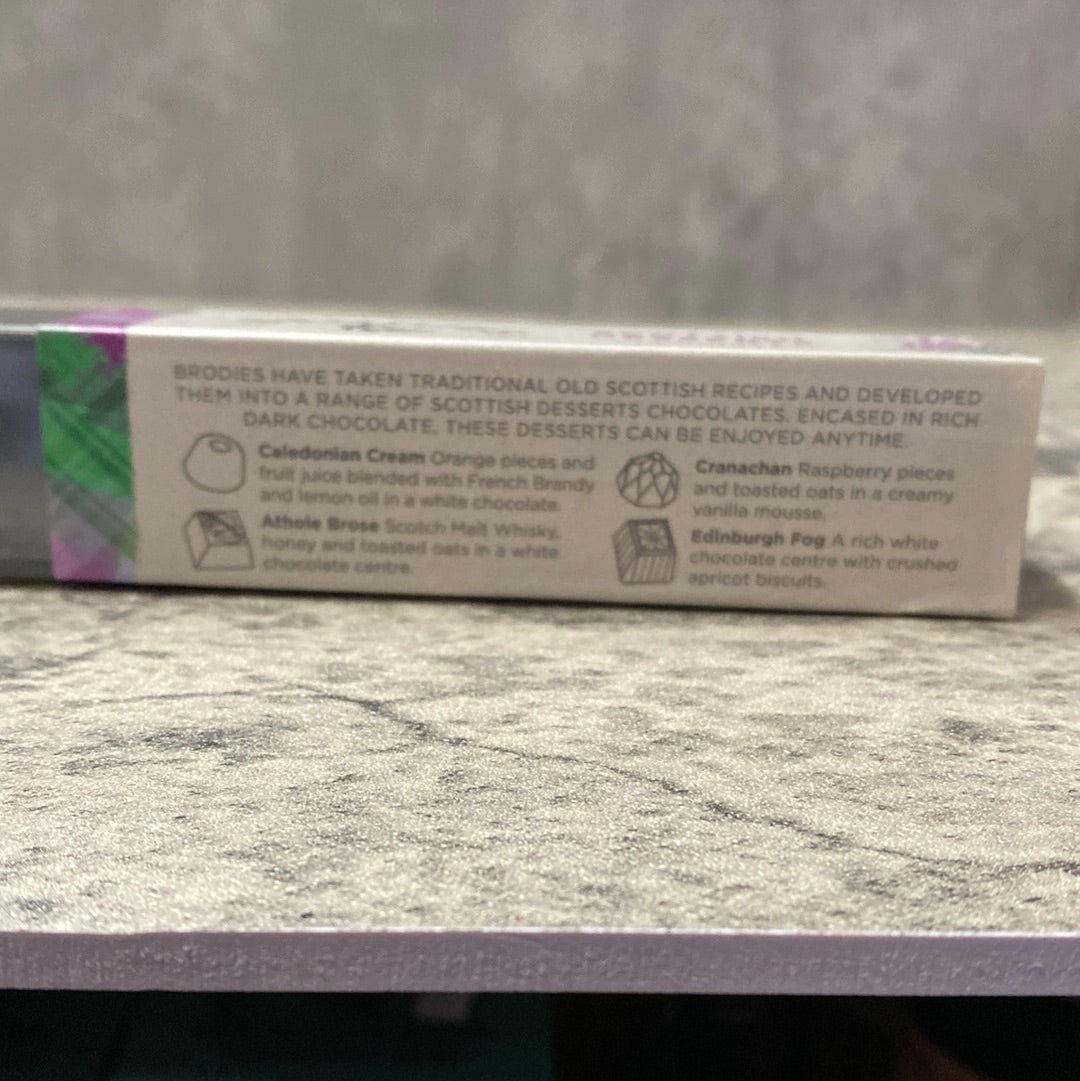 BRODIES HAVE TAKEN TRADITIONAL OLD SCOTTISH RECIPES AND DEVELOPED
THEM INTO A RANGE OF SCOTTISH DESSERTS CHOCOLATES. ENCASED IN RICH
DARK CHOCOLATE, THESE DESSERTS CAN BE ENJOYED ANYTIME.
Caledonian Cream Orange pieces and
fruit juice blended with French Brandy
and lemon oil in a white chocolate.
Athole Brose Scotch Malt Whisky,
honey and toasted oats in a white
chocolate centre.
Cranachan Raspberry pieces
and toasted oats in a creamy
vanilla mousse.
Edinburgh Fog A rich white
chocolate centre with crushed
apricot biscuits.